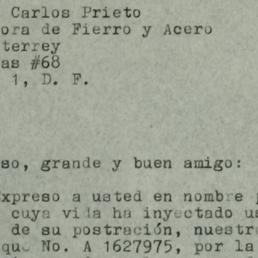 Carlos Prieto
ora de Fierro y Acero
terrey
as #68
1, D. F.
so, grande y buen amigo:
xpreso a usted en nombre
cuya vida ha inyectado us
de su postración, nuestr
que No. A 1627975, por la